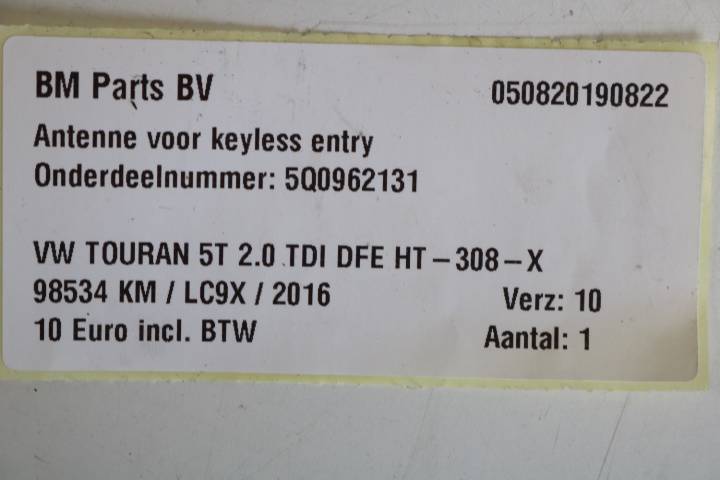 BM Parts BV 050820190822
Antenne voor keyless entry
Onderdeelnummer: 5Q0962131
VW TOURAN 5T 2.0 TDI DFE HT-308-X
98534 KM / LC9X / 2016 Verz: 10
10 Euro incl. BTW Aantal: 1